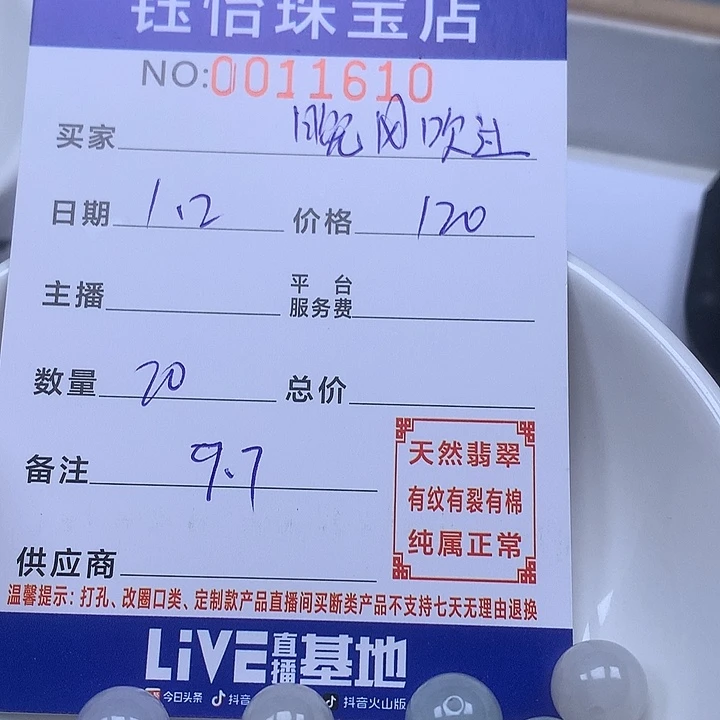 钰怡珠宝店
NO:0011610
买家 晚风吹过
日期 1.2 价格 120
主播 平台服务费
数量 20 总价
备注 9.7
天然翡翠
有纹有裂有棉
纯属正常
供应商
温馨提示：打孔、改圈口类、定制款产品直播间买断类产品不支持七天无理由退换
LiVE直播基地
今日头条 抖音 抖音火山版